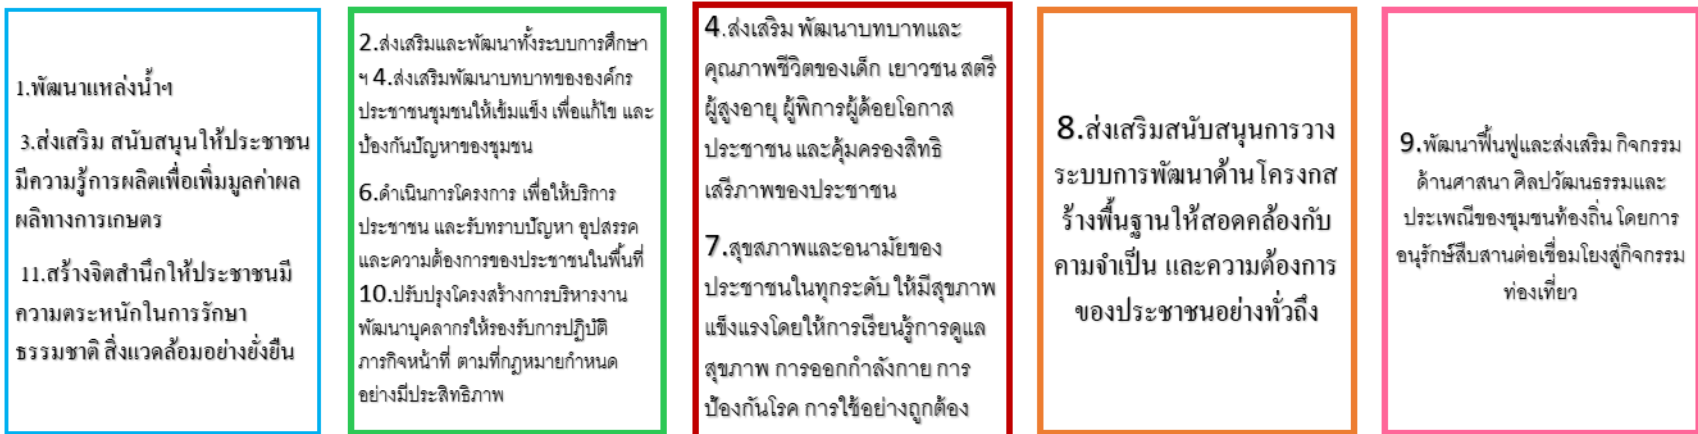 1.พัฒนาแหล่งน้ำฯ
3.ส่งเสริม สนับสนุนให้ประชาชน
มีความรู้การผลิตเพื่อเพิ่มมูลค่าผล
ผลิทางการเกษตร
11.สร้างจิตสำนึกให้ประชาชนมี
ความตระหนักในการรักษา
ธรรมชาติ สิ่งแวดล้อมอย่างยั่งยืน
2.ส่งเสริมและพัฒนาทั้งระบบการศึกษา
ฯ 4.ส่งเสริมพัฒนาบทบาทขององค์กร
ประชาชนชุมชนให้เข้มแข็ง เพื่อแก้ไข และ
ป้องกันปัญหาของชุมชน
6.ดำเนินการโครงการ เพื่อให้บริการ
ประชาชน และรับทราบปัญหา อุปสรรค
และความต้องการของประชาชนในพื้นที่
10.ปรับปรุงโครงสร้างการบริหารงาน
พัฒนาบุคลากรให้รองรับการปฏิบัติ
ภารกิจหน้าที่ ตามที่กฎหมายกำหนด
อย่างมีประสิทธิภาพ
4.ส่งเสริม พัฒนาบทบาทและ
คุณภาพชีวิตของเด็ก เยาวชน สตรี
ผู้สูงอายุ ผู้พิการผู้ด้อยโอกาส
ประชาชน และคุ้มครองสิทธิ
เสรีภาพของประชาชน
7.สุขสภาพและอนามัยของ
ประชาชนในทุกระดับ ให้มีสุขภาพ
แข็งแรงโดยให้การเรียนรู้การดูแล
สุขภาพ การออกกำลังกาย การ
ป้องกันโรค การใช้อย่างถูกต้อง
8.ส่งเสริมสนับสนุนการวาง
ระบบการพัฒนาด้านโครงกส
ร้างพื้นฐานให้สอดคล้องกับ
คามจำเป็น และความต้องการ
ของประชาชนอย่างทั่วถึง
9.พัฒนาฟื้นฟูและส่งเสริม กิจกรรม
ด้านศาสนา ศิลปวัฒนธรรมและ
ประเพณีของชุมชนท้องถิ่น โดยการ
อนุรักษ์สืบสานต่อเชื่อมโยงสู่กิจกรรม
ท่องเที่ยว